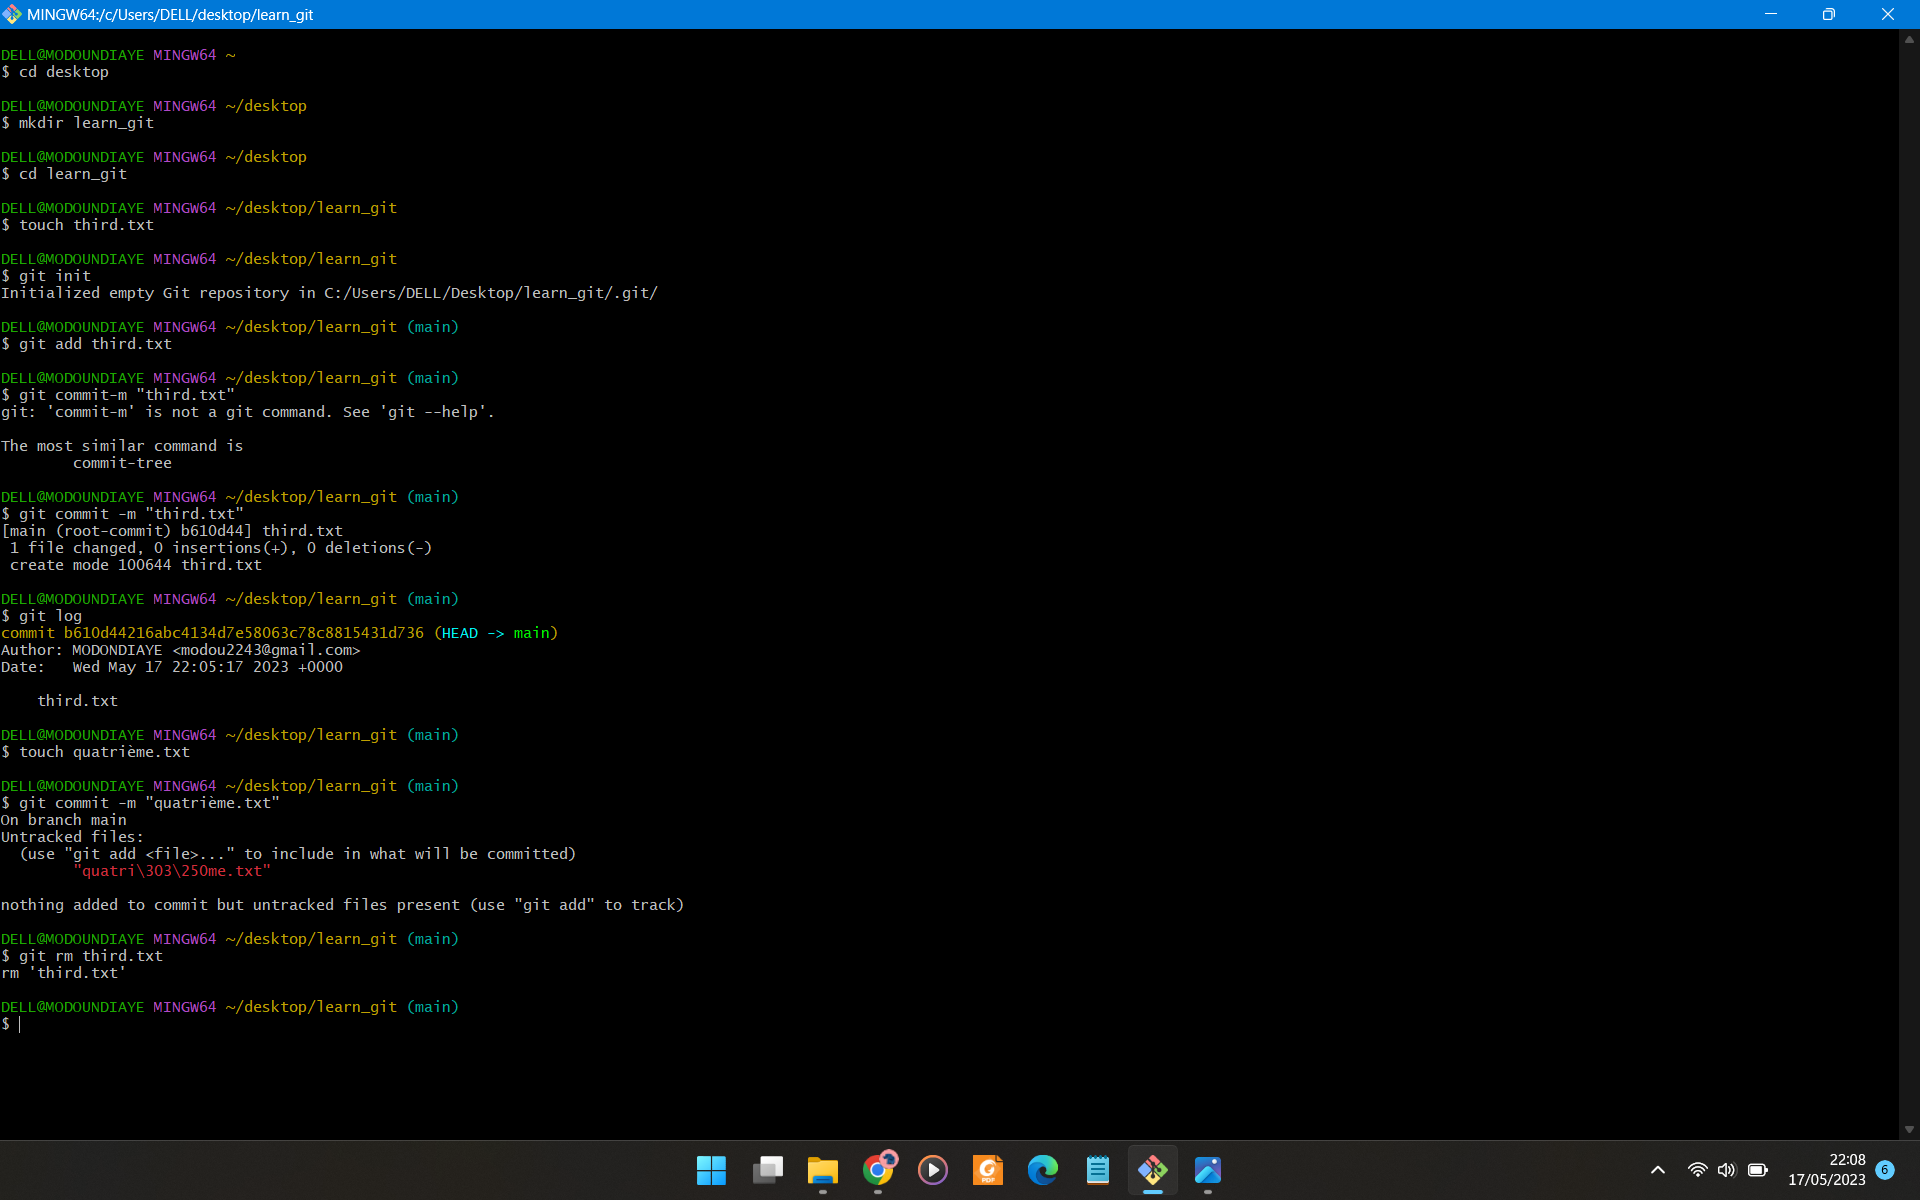 MINGW64:/c/Users/DELL/desktop/learn_git
DELL@MODOUNDIAYE MINGW64 ~
$ cd desktop
DELL@MODOUNDIAYE MINGW64 ~/desktop
$ mkdir learn_git
DELL@MODOUNDIAYE MINGW64 ~/desktop
$ cd learn_git
DELL@MODOUNDIAYE MINGW64 ~/desktop/learn_git
$ touch third.txt
DELL@MODOUNDIAYE MINGW64 ~/desktop/learn_git
$ git init
Initialized empty Git repository in C:/Users/DELL/Desktop/learn_git/.git/
DELL@MODOUNDIAYE MINGW64 ~/desktop/learn_git (main)
$ git add third.txt
DELL@MODOUNDIAYE MINGW64 ~/desktop/learn_git (main)
$ git commit-m "third.txt"
git: 'commit-m' is not a git command. See 'git --help'.
The most similar command is
commit-tree
DELL@MODOUNDIAYE MINGW64 ~/desktop/learn_git (main)
$ git commit -m "third.txt"
[main (root-commit) b610d44] third.txt
1 file changed, 0 insertions(+), 0 deletions(-)
create mode 100644 third.txt
DELL@MODOUNDIAYE MINGW64 ~/desktop/learn_git (main)
$ git log
commit b610d44216abc4134d7e58063c78c8815431d736 (HEAD -> main)
Author: MODONDIAYE <modou2243@gmail.com>
Date:   Wed May 17 22:05:17 2023 +0000
third.txt
DELL@MODOUNDIAYE MINGW64 ~/desktop/learn_git (main)
$ touch quatrième.txt
DELL@MODOUNDIAYE MINGW64 ~/desktop/learn_git (main)
$ git commit -m "quatrième.txt"
On branch main
Untracked files:
(use "git add <file>..." to include in what will be committed)
"quatri\303\250me.txt"
nothing added to commit but untracked files present (use "git add" to track)
DELL@MODOUNDIAYE MINGW64 ~/desktop/learn_git (main)
$ git rm third.txt
rm 'third.txt'
DELL@MODOUNDIAYE MINGW64 ~/desktop/learn_git (main)
$
PDF
22:08
17/05/2023
6